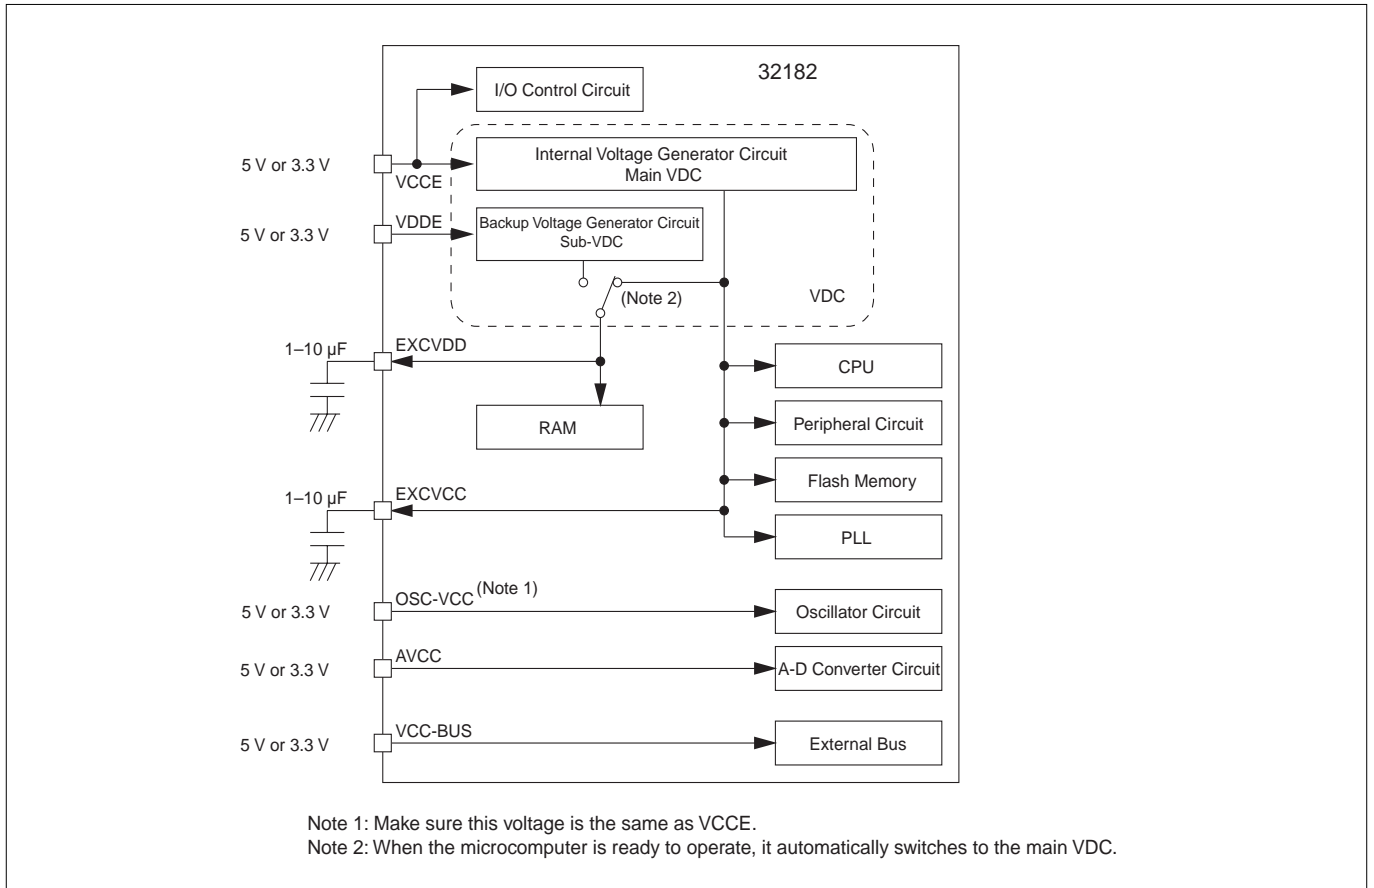 32182
I/O Control Circuit
5 V or 3.3 V
VCCE
Internal Voltage Generator Circuit
Main VDC
5 V or 3.3 V
VDDE
Backup Voltage Generator Circuit
Sub-VDC
(Note 2)
VDC
1–10 µF
EXCVDD
CPU
RAM
Peripheral Circuit
Flash Memory
1–10 µF
EXCVCC
PLL
5 V or 3.3 V
OSC-VCC (Note 1)
Oscillator Circuit
5 V or 3.3 V
AVCC
A-D Converter Circuit
5 V or 3.3 V
VCC-BUS
External Bus
Note 1: Make sure this voltage is the same as VCCE.
Note 2: When the microcomputer is ready to operate, it automatically switches to the main VDC.